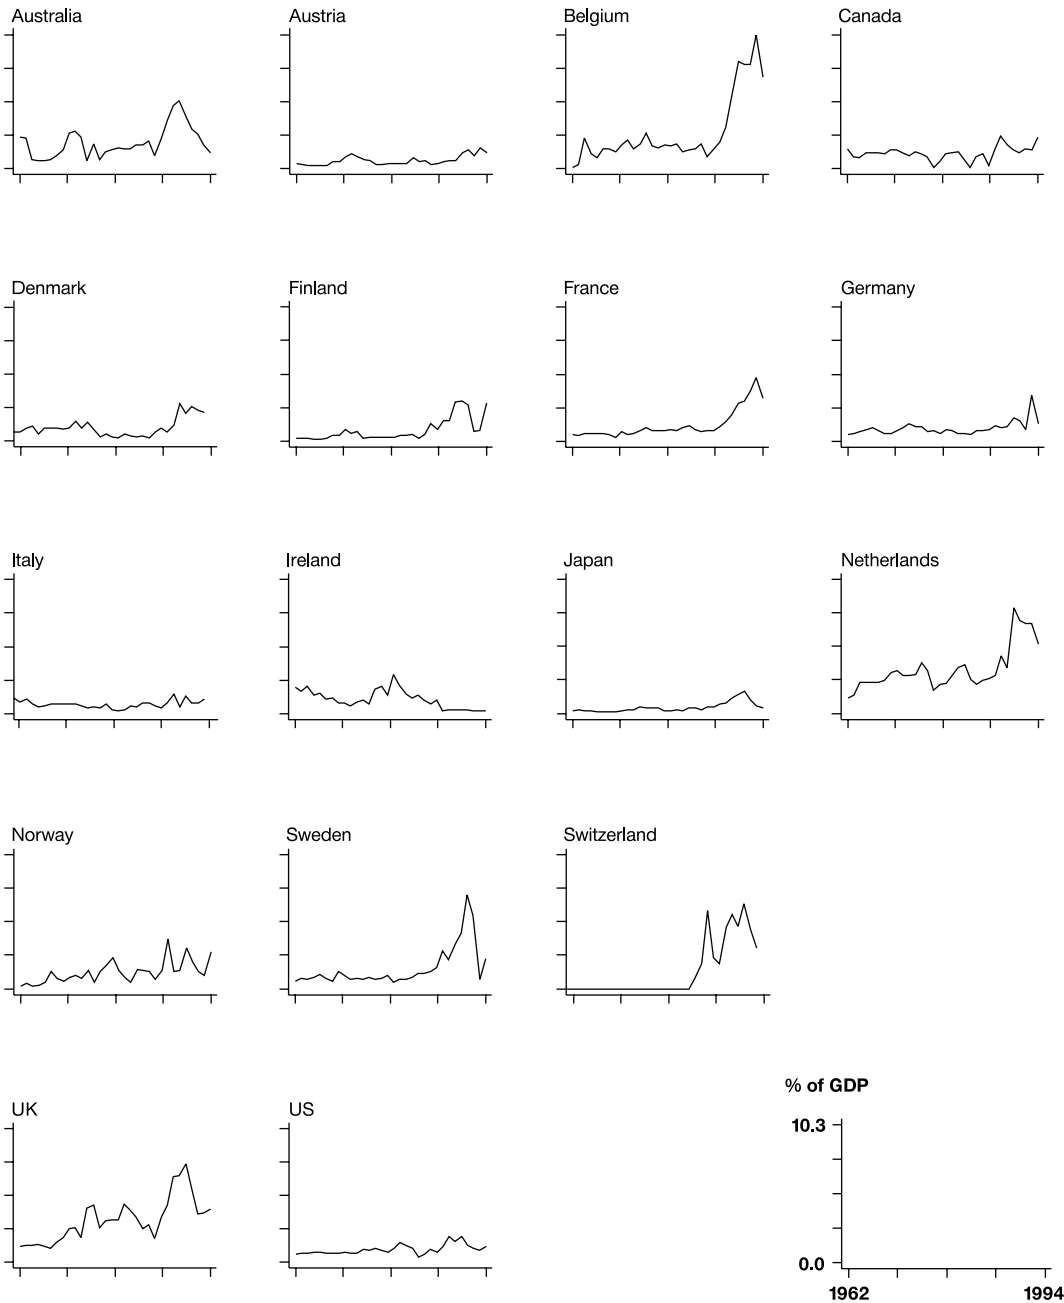 Australia
Austria
Belgium
Canada
Denmark
Finland
France
Germany
Italy
Ireland
Japan
Netherlands
Norway
Sweden
Switzerland
UK
US
% of GDP
10.3
0.0
1962
1994